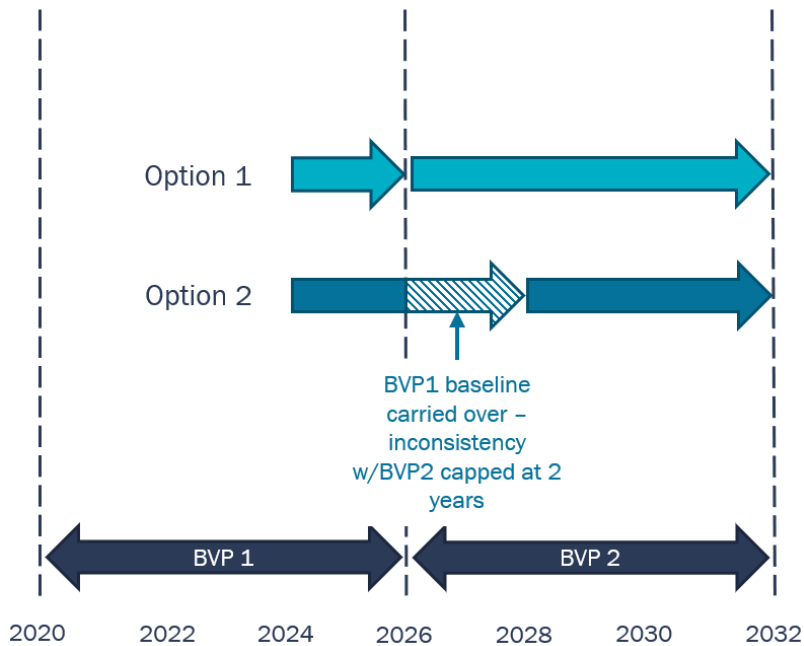 Option 1
Option 2
BVP1 baseline
carried over –
inconsistency
w/BVP2 capped at 2
years
BVP 1
BVP 2
2020
2022
2024
2026
2028
2030
2032